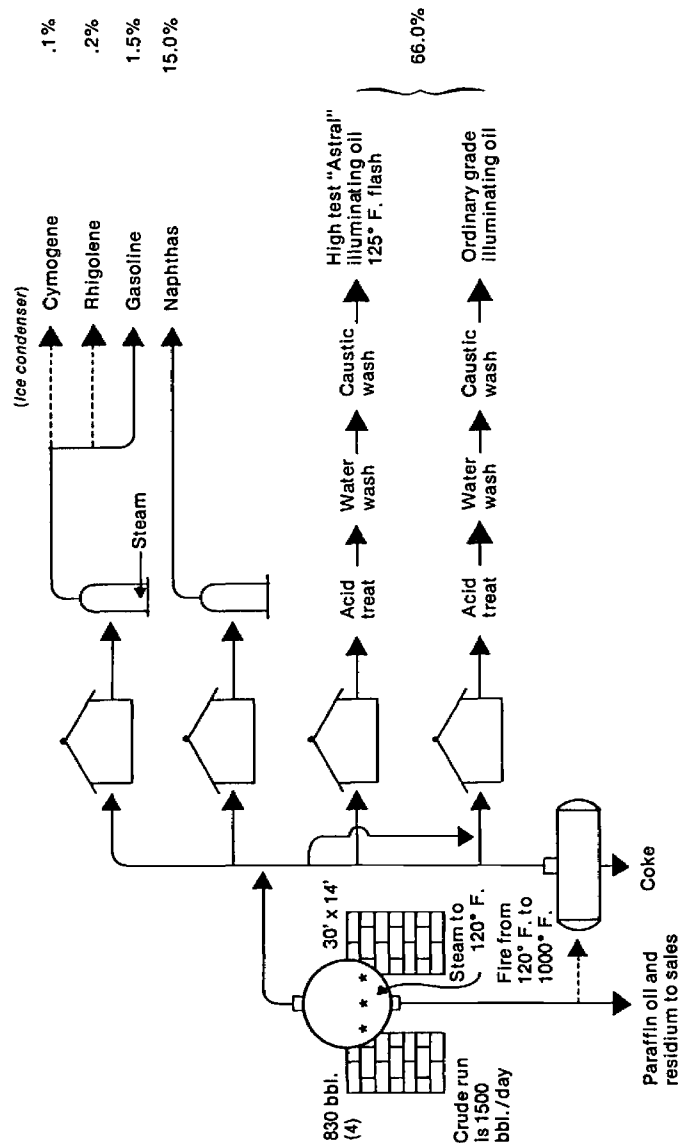 830 bbl.
(4)
30' x 14'
Crude run
is 1500
bbl./day
Steam to
120° F.
Fire from
120° F. to
1000° F.
Paraffin oil and
residium to sales
Coke
Steam
(Ice condenser)
Cymogene
.1%
Rhigolene
.2%
Gasoline
1.5%
Naphthas
15.0%
Acid
treat
Water
wash
Caustic
wash
High test "Astral"
illuminating oil
125° F. flash
Acid
treat
Water
wash
Caustic
wash
Ordinary grade
illuminating oil
66.0%